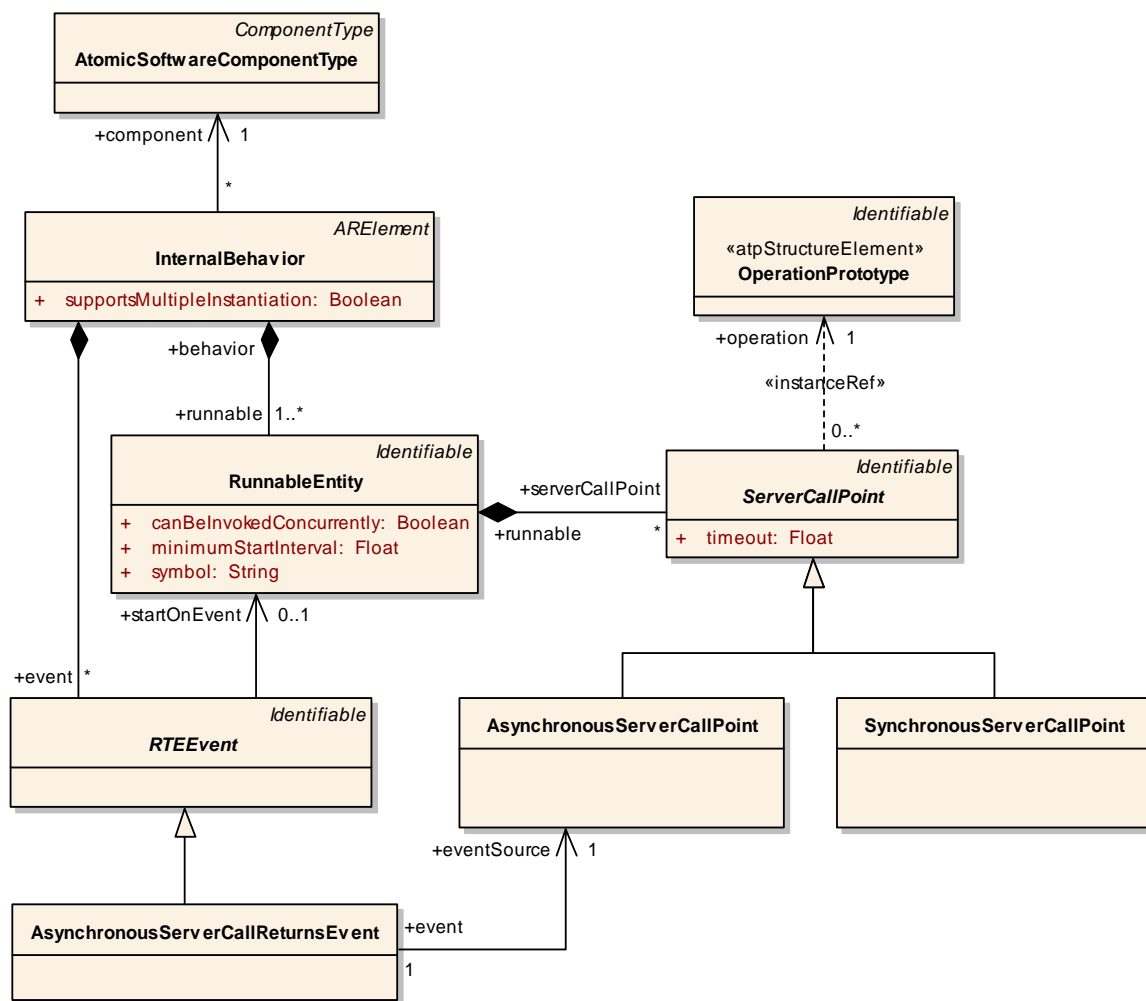 ComponentType
AtomicSoftwareComponentType
+component
1
*
ARElement
InternalBehavior
+ supportsMultipleInstantiation: Boolean
Identifiable
«atpStructureElement»
OperationPrototype
+behavior
+operation
1
«instanceRef»
+runnable
1..*
0..*
Identifiable
RunnableEntity
+ canBeInvokedConcurrently: Boolean
+ minimumStartInterval: Float
+ symbol: String
+serverCallPoint
+runnable
*
Identifiable
ServerCallPoint
+ timeout: Float
+startOnEvent
0..1
+event
*
Identifiable
RTEEvent
AsynchronousServerCallPoint
SynchronousServerCallPoint
+eventSource
1
AsynchronousServerCallReturnsEvent
+event
1